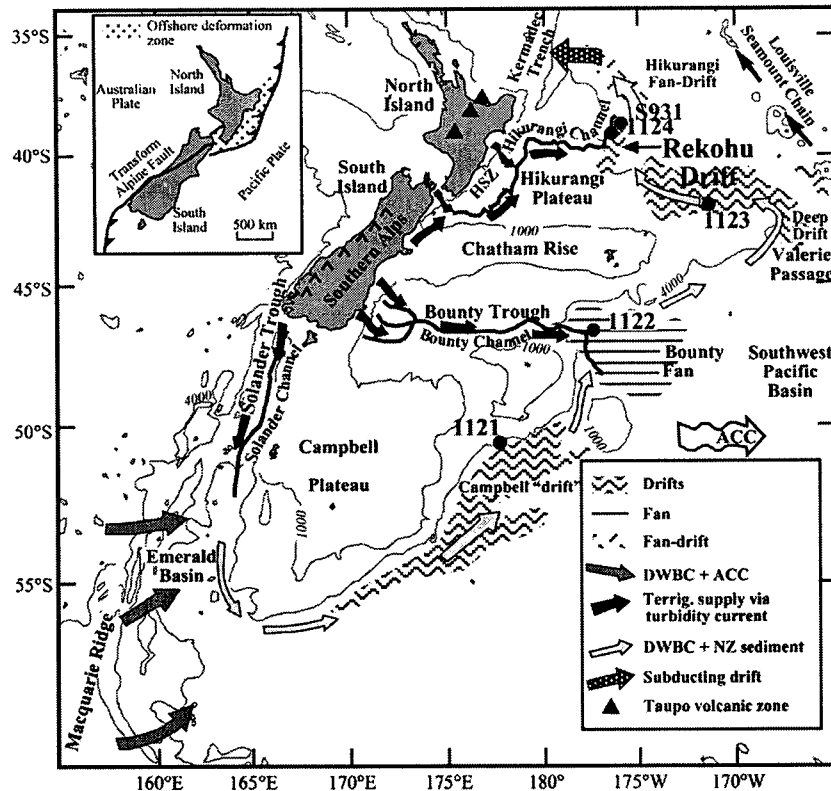 35°S
40°S
45°S
50°S
55°S
160°E
165°E
170°E
175°E
180°
175°W
170°W
Offshore deformation
zone
Australian
Plate
North
Island
Transform
Alpine Fault
Pacific Plate
South
Island
500 km
Kermadec
Trench
Hikurangi
Fan-Drift
Louisville
Seamount Chain
North
Island
S931
1124
Hikurangi Channel
Rekohu
Drift
South
Island
HSZ
Hikurangi
Plateau
1123
1000
Chatham Rise
Deep
Drift
Valerie
Passage
Southern Alps
4000
Bounty Trough
Bounty Channel
1122
1000
Bounty
Fan
Southwest
Pacific
Basin
Solander Trough
Solander Channel
4000
1121
1000
ACC
Campbell
Plateau
Campbell "drift"
1000
Emerald
Basin
Macquarie Ridge
Drifts
Fan
Fan-drift
DWBC + ACC
Terrig. supply via
turbidity current
DWBC + NZ sediment
Subducting drift
Taupo volcanic zone